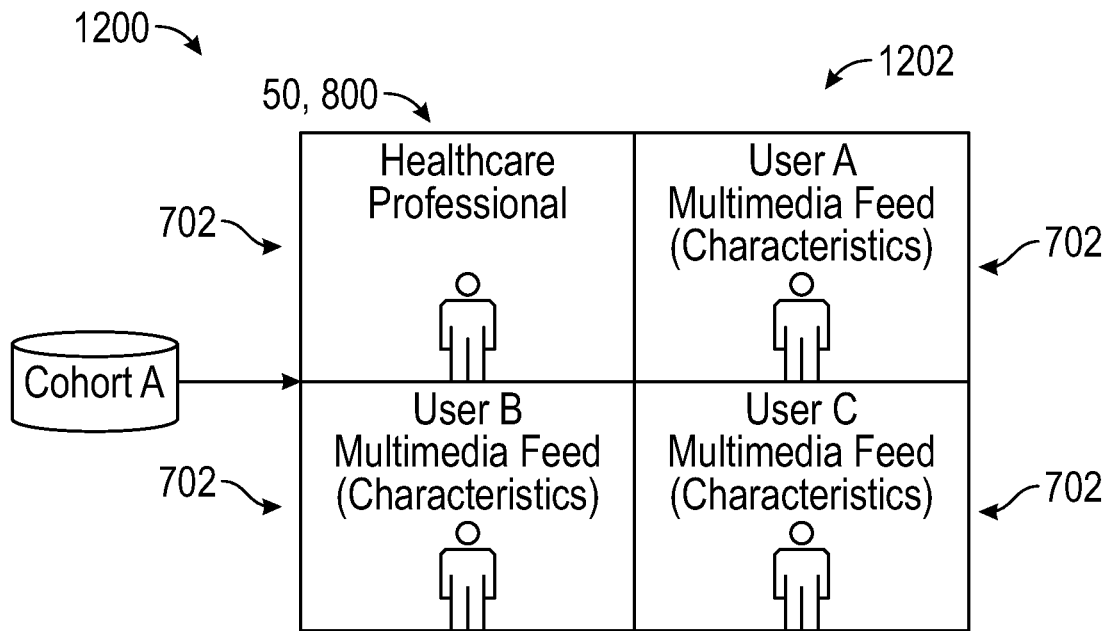 1200
1202
50, 800
Healthcare
Professional
User A
Multimedia Feed
(Characteristics)
702
702
Cohort A
User B
Multimedia Feed
(Characteristics)
User C
Multimedia Feed
(Characteristics)
702
702